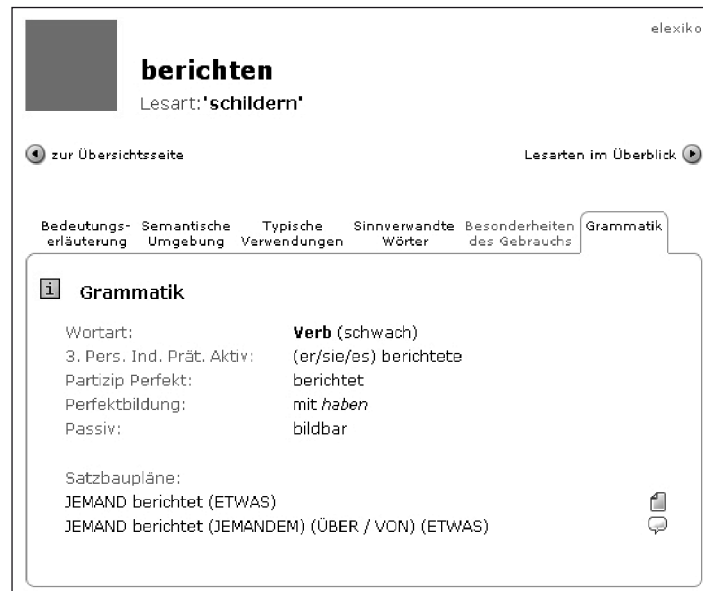 elexiko
berichten
Lesart:'schildern'
zur Übersichtsseite
Lesarten im Überblick
Bedeutungs-
erläuterung
Semantische
Umgebung
Typische
Verwendungen
Sinnverwandte
Wörter
Besonderheiten
des Gebrauchs
Grammatik
i Grammatik
Wortart: Verb (schwach)
3. Pers. Ind. Prät. Aktiv: (er/sie/es) berichtete
Partizip Perfekt: berichtet
Perfektbildung: mit haben
Passiv: bildbar
Satzbaupläne:
JEMAND berichtet (ETWAS)
JEMAND berichtet (JEMANDEM) (ÜBER / VON) (ETWAS)